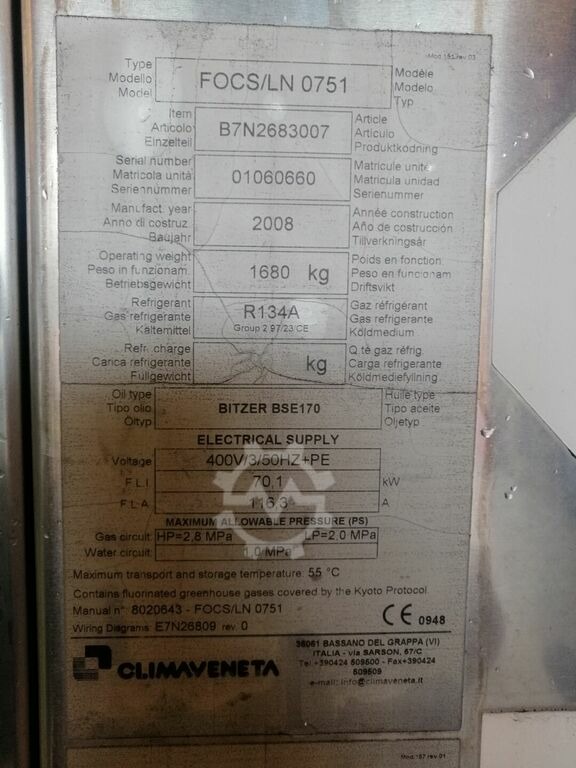 Mod.161 rev.03
Type
Modello
Model
FOCS/LN 0751
Modèle
Modelo
Typ
Item
Articolo
Einzelteil
B7N2683007
Article
Articulo
Produktkodning
Serial number
Matricola unità
Seriennummer
01060660
Matricule unité
Matricula unidad
Serienummer
Manufact. year
Anno di costruz.
Baujahr
2008
Année construction
Año de costrucción
Tillverkningsår
Operating weight
Peso in funzionam.
Betriebsgewicht
1680 kg
Poids en fonction.
Peso en funcionam.
Driftsvikt
Refrigerant
Gas refrigerante
Kältemittel
R134A
Group 2 97/23/CE
Gaz réfrigérant
Gas refrigerante
Köldmedium
Refr. charge
Carica refrigerante
Füllgewicht
kg
Q.té gaz réfrig.
Carga refrigerante
Köldmediefyllning
Oil type
Tipo olio
Öltyp
BITZER BSE170
Huile type
Tipo aceite
Oljetyp
ELECTRICAL SUPPLY
Voltage 400V/3/50HZ+PE
F.L.I. 70,1 kW
F.L.A. 116,3 A
MAXIMUM ALLOWABLE PRESSURE (PS)
Gas circuit: HP=2,8 MPa LP=2,0 MPa
Water circuit: 1,0 MPa
Maximum transport and storage temperature: 55 °C
Contains fluorinated greenhouse gases covered by the Kyoto Protocol
Manual n°: 8020643 - FOCS/LN 0751
Wiring Diagrams: E7N26809 rev. 0
CE 0948
CLIMAVENETA
36061 BASSANO DEL GRAPPA (VI)
ITALIA - via SARSON, 57/C
Tel.+390424 509500 - Fax+390424
509509
e-mail: info@climaveneta.it
Mod.167 rev.01